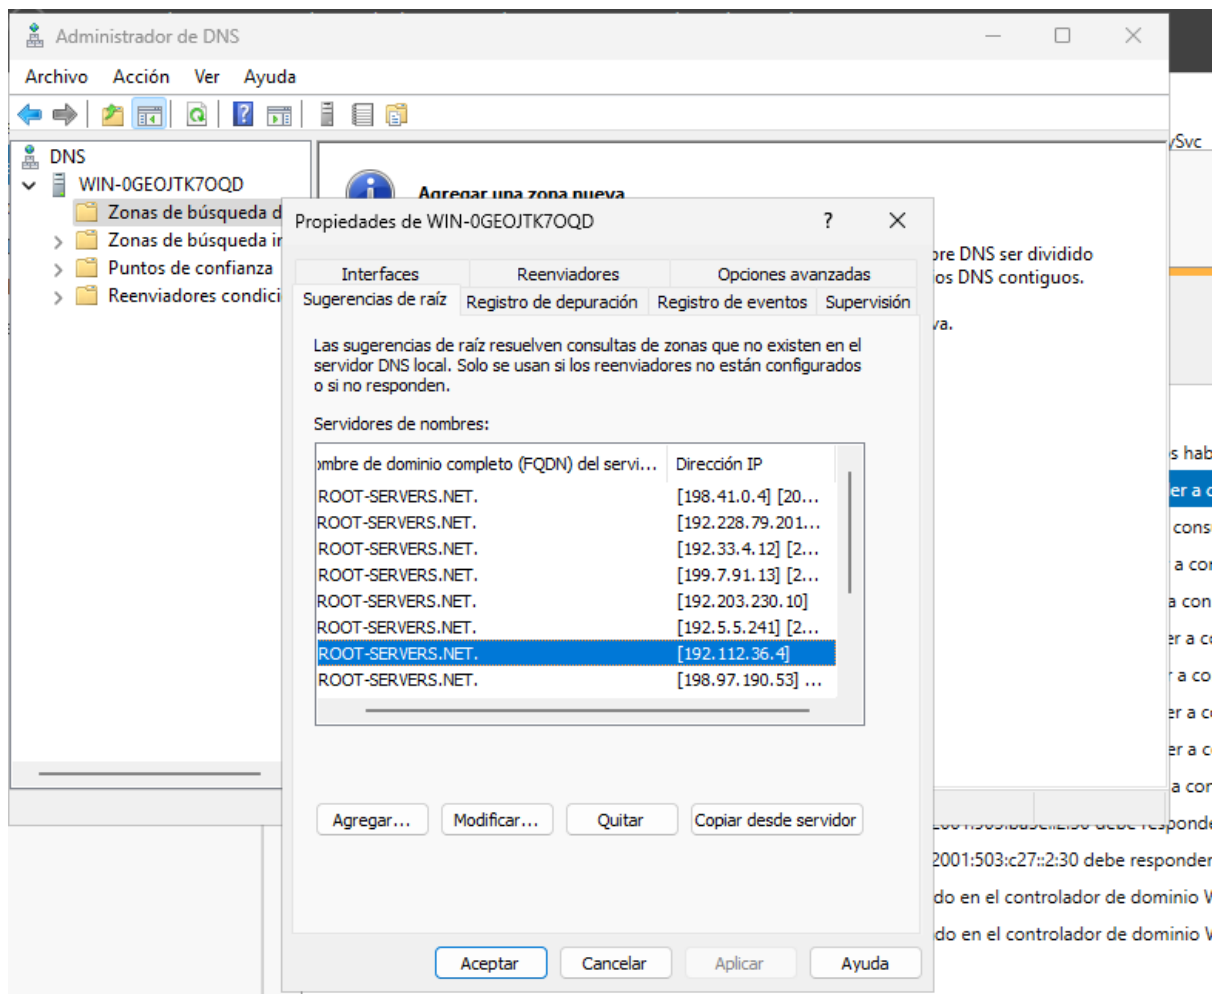 Administrador de DNS
Archivo Acción Ver Ayuda
DNS
WIN-0GEOJTK7OQD
Zonas de búsqueda d
Zonas de búsqueda in
Puntos de confianza
Reenviadores condici
Agregar una zona nueva
Propiedades de WIN-0GEOJTK7OQD
Interfaces Reenviadores Opciones avanzadas
Sugerencias de raíz Registro de depuración Registro de eventos Supervisión
Las sugerencias de raíz resuelven consultas de zonas que no existen en el
servidor DNS local. Solo se usan si los reenviadores no están configurados
o si no responden.
Servidores de nombres:
ombre de dominio completo (FQDN) del servi... Dirección IP
ROOT-SERVERS.NET. [198.41.0.4] [20...
ROOT-SERVERS.NET. [192.228.79.201...
ROOT-SERVERS.NET. [192.33.4.12] [2...
ROOT-SERVERS.NET. [199.7.91.13] [2...
ROOT-SERVERS.NET. [192.203.230.10]
ROOT-SERVERS.NET. [192.5.5.241] [2...
ROOT-SERVERS.NET. [192.112.36.4]
ROOT-SERVERS.NET. [198.97.190.53] ...
Agregar... Modificar... Quitar Copiar desde servidor
Aceptar Cancelar Aplicar Ayuda
bre DNS ser dividido
ios DNS contiguos.
va.
ySvc
s hab
er a c
cons
a con
a con
er a c
r a co
er a c
er a c
a con
debe responde
2001:503:c27::2:30 debe responder
do en el controlador de dominio W
do en el controlador de dominio W